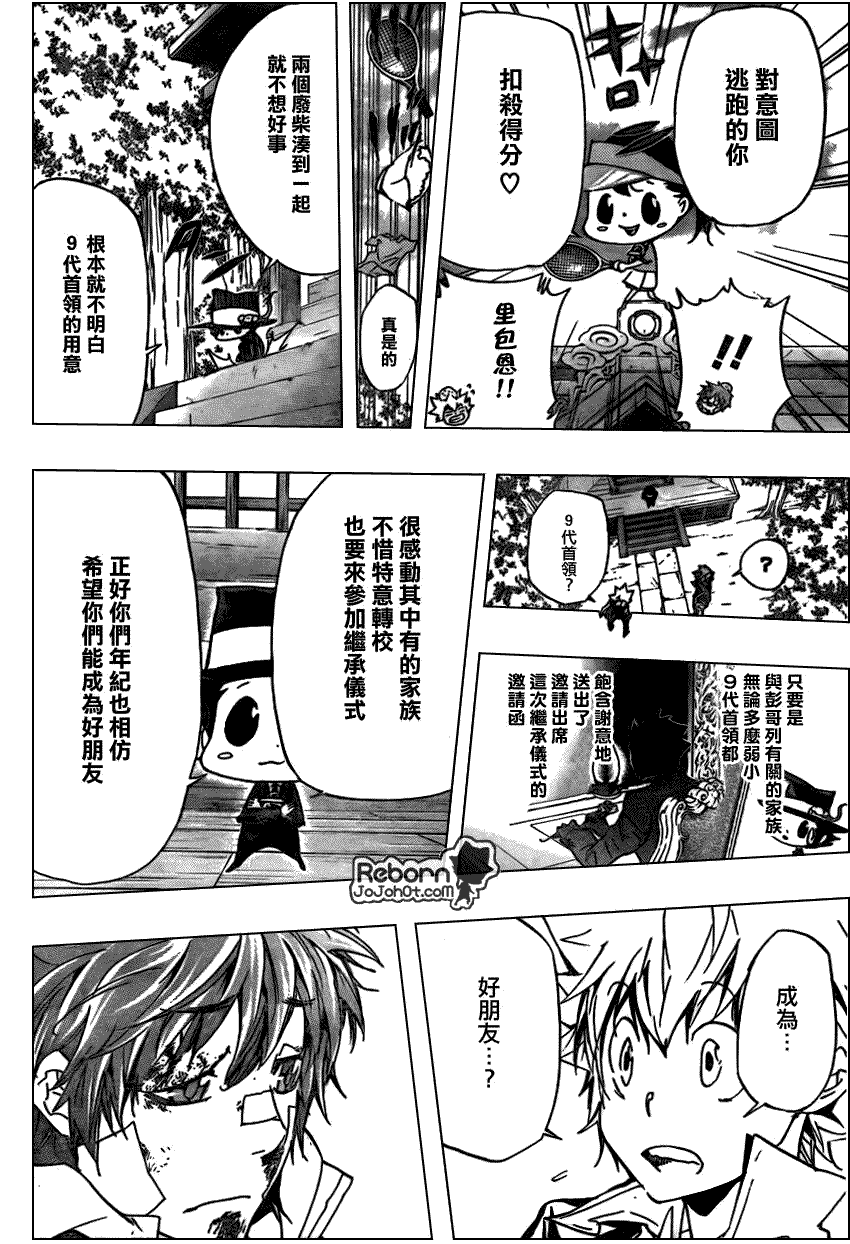 對意圖
逃跑的你
扣殺得分♡
!!
里包恩!!
真是的
兩個廢柴湊到一起
就不想好事
根本就不明白
9代首領的用意
?
9代首領?
只要是
與彭哥列有關的家族
無論多麼弱小
9代首領都
飽含謝意地
送出了
邀請出席
這次繼承儀式的
邀請函
很感動其中有的家族
不惜特意轉校
也要來參加繼承儀式
正好你們年紀也相仿
希望你們能成為好朋友
Reborn
JoJoHOt.com
成為…
好朋友…?